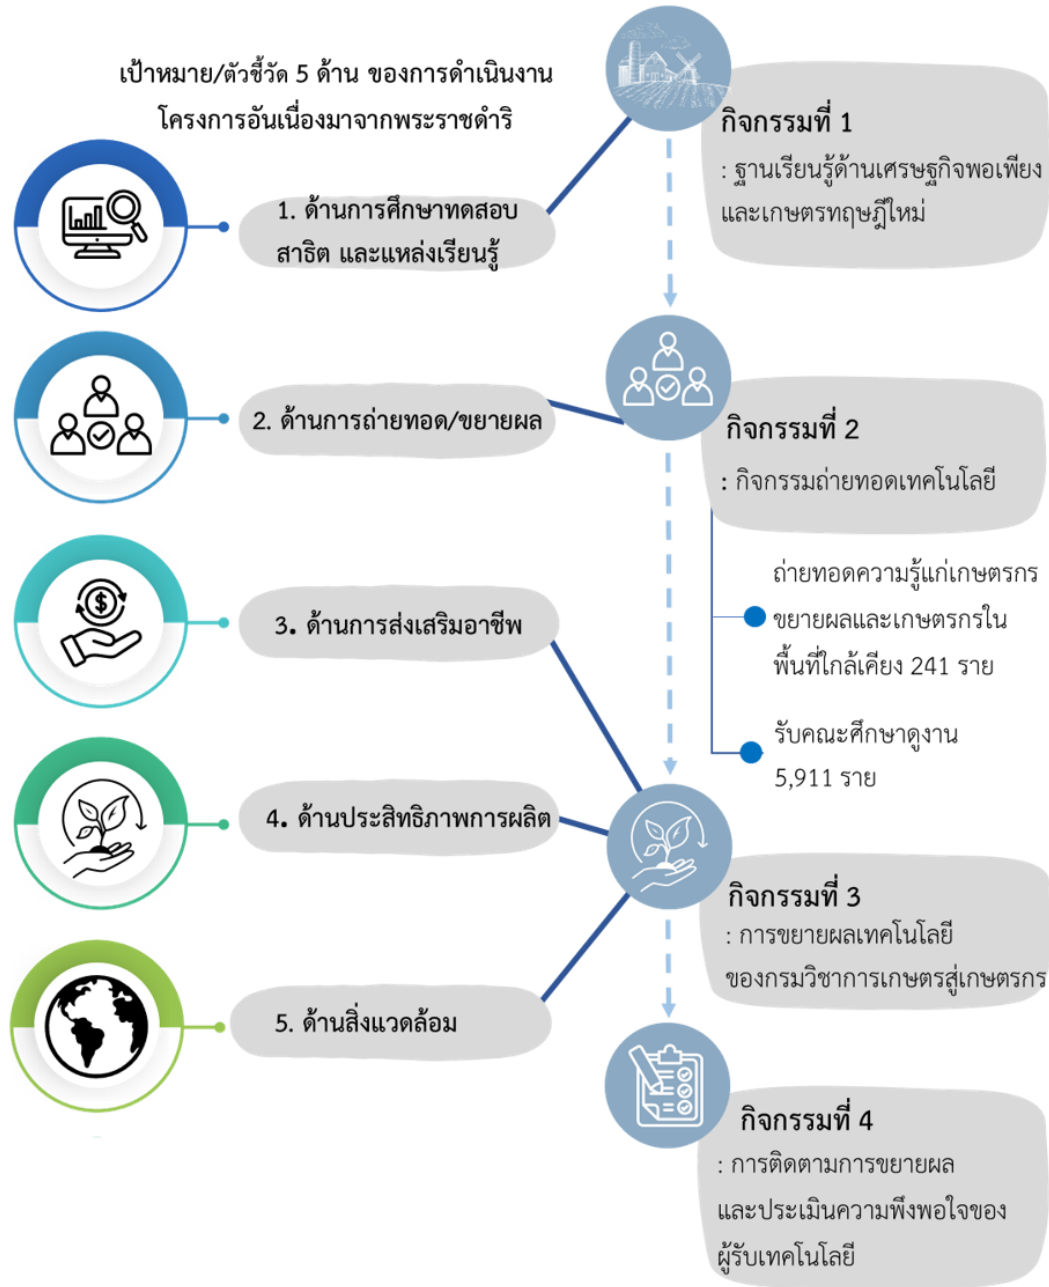 เป้าหมาย/ตัวชี้วัด 5 ด้าน ของการดำเนินงาน
โครงการอันเนื่องมาจากพระราชดำริ
1. ด้านการศึกษาทดสอบ
สาธิต และแหล่งเรียนรู้
2. ด้านการถ่ายทอด/ขยายผล
3. ด้านการส่งเสริมอาชีพ
4. ด้านประสิทธิภาพการผลิต
5. ด้านสิ่งแวดล้อม
กิจกรรมที่ 1
: ฐานเรียนรู้ด้านเศรษฐกิจพอเพียง
และเกษตรทฤษฎีใหม่
กิจกรรมที่ 2
: กิจกรรมถ่ายทอดเทคโนโลยี
ถ่ายทอดความรู้แก่เกษตรกร
ขยายผลและเกษตรกรใน
พื้นที่ใกล้เคียง 241 ราย
รับคณะศึกษาดูงาน
5,911 ราย
กิจกรรมที่ 3
: การขยายผลเทคโนโลยี
ของกรมวิชาการเกษตรสู่เกษตรกร
กิจกรรมที่ 4
: การติดตามการขยายผล
และประเมินความพึงพอใจของ
ผู้รับเทคโนโลยี